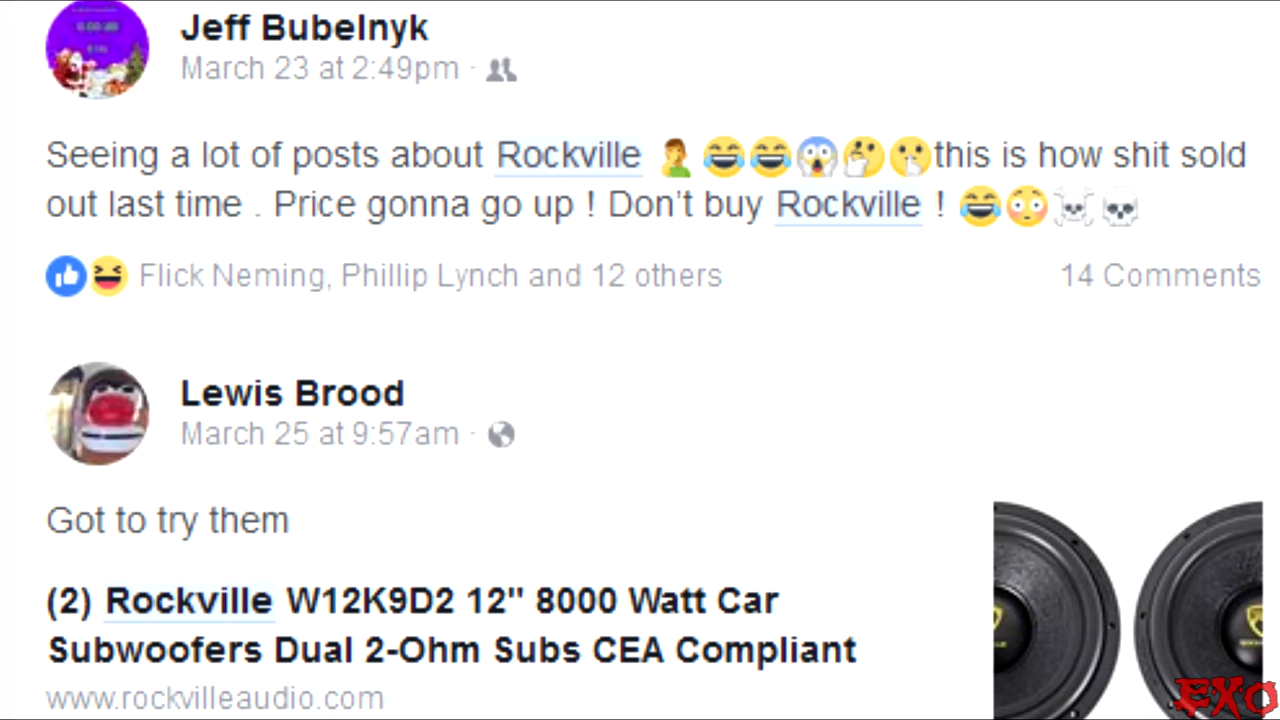 Jeff Bubelnyk
March 23 at 2:49pm ·
Seeing a lot of posts about Rockville 🤦‍♂️😂😂😱🤔🤫this is how shit sold
out last time . Price gonna go up ! Don't buy Rockville ! 😂😳☠️💀
Flick Neming, Phillip Lynch and 12 others
14 Comments
Lewis Brood
March 25 at 9:57am ·
Got to try them
(2) Rockville W12K9D2 12" 8000 Watt Car
Subwoofers Dual 2-Ohm Subs CEA Compliant
www.rockvilleaudio.com
EXO